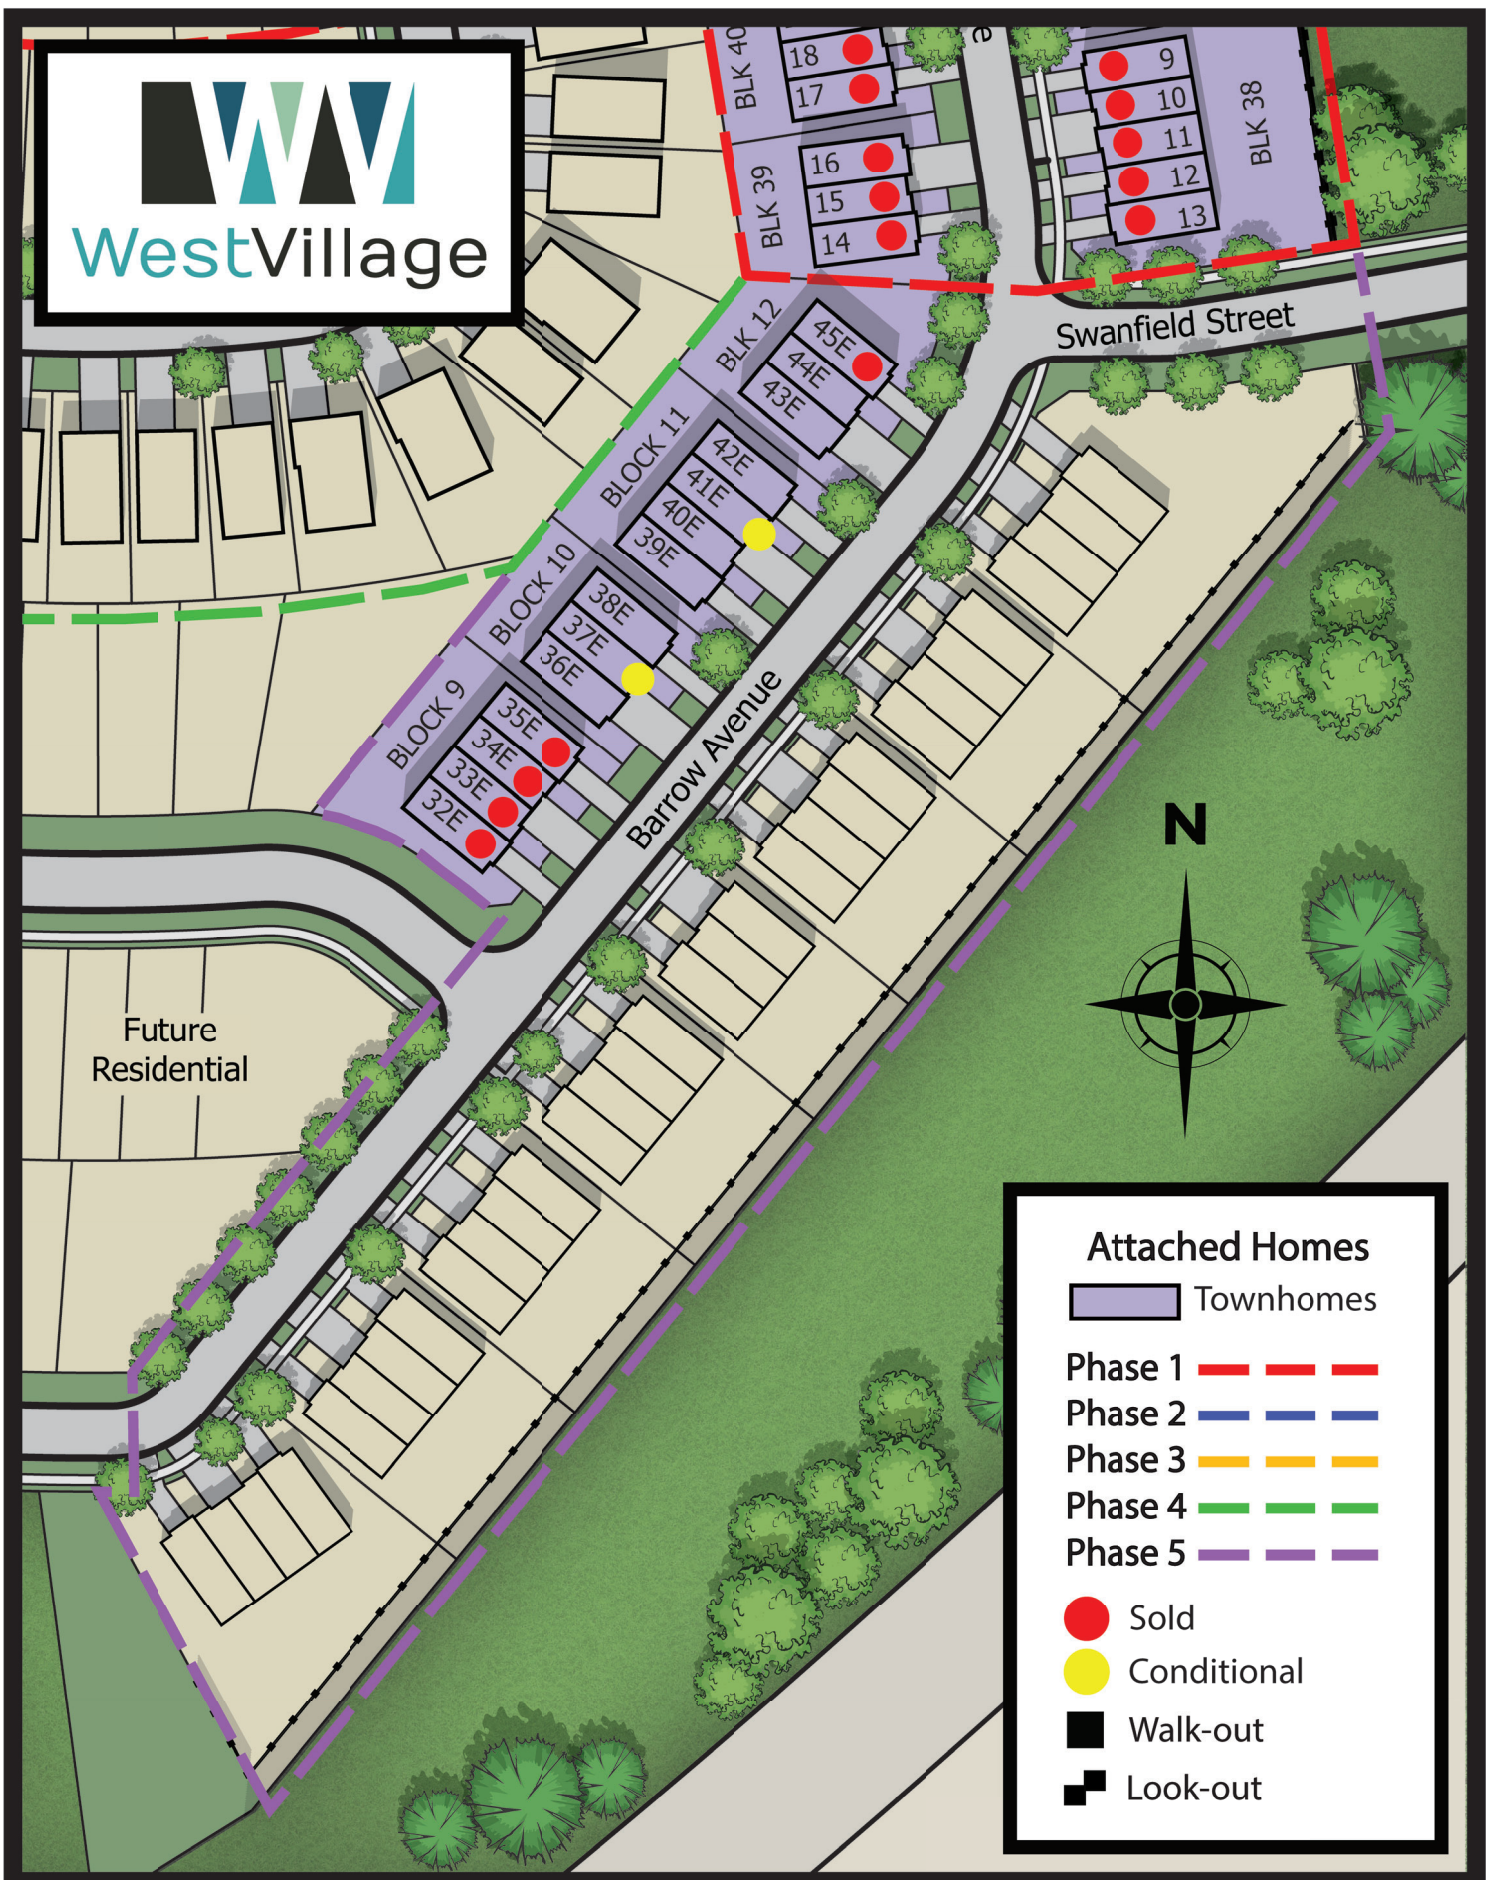 WestVillage
BLK 40
18
17
BLK 39
16
15
14
9
10
11
12
13
BLK 38
Swanfield Street
BLK 12
45E
44E
43E
BLOCK 11
42E
41E
40E
39E
BLOCK 10
38E
37E
36E
BLOCK 9
35E
34E
33E
32E
Barrow Avenue
N
Future
Residential
Attached Homes
Townhomes
Phase 1
Phase 2
Phase 3
Phase 4
Phase 5
Sold
Conditional
Walk-out
Look-out